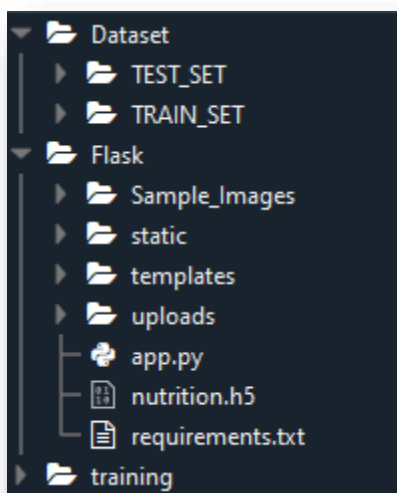 Dataset
TEST_SET
TRAIN_SET
Flask
Sample_Images
static
templates
uploads
app.py
nutrition.h5
requirements.txt
training